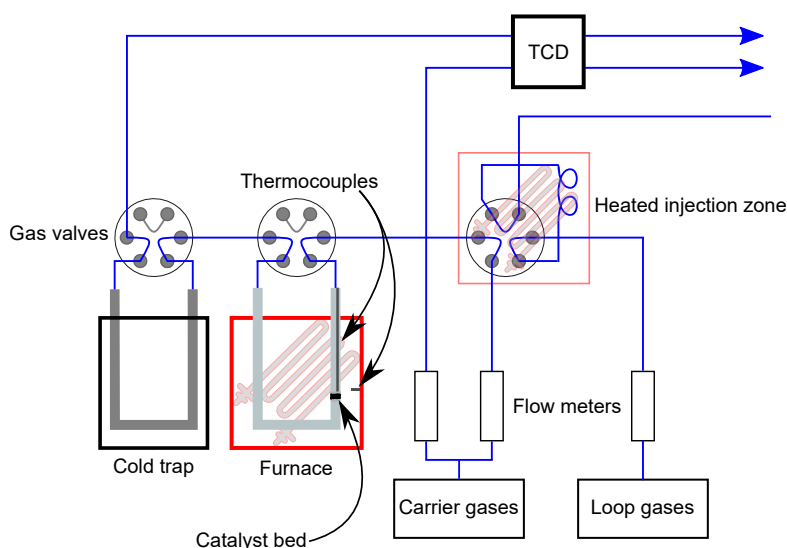 TCD
Thermocouples
Gas valves
Heated injection zone
Flow meters
Cold trap
Furnace
Carrier gases
Loop gases
Catalyst bed